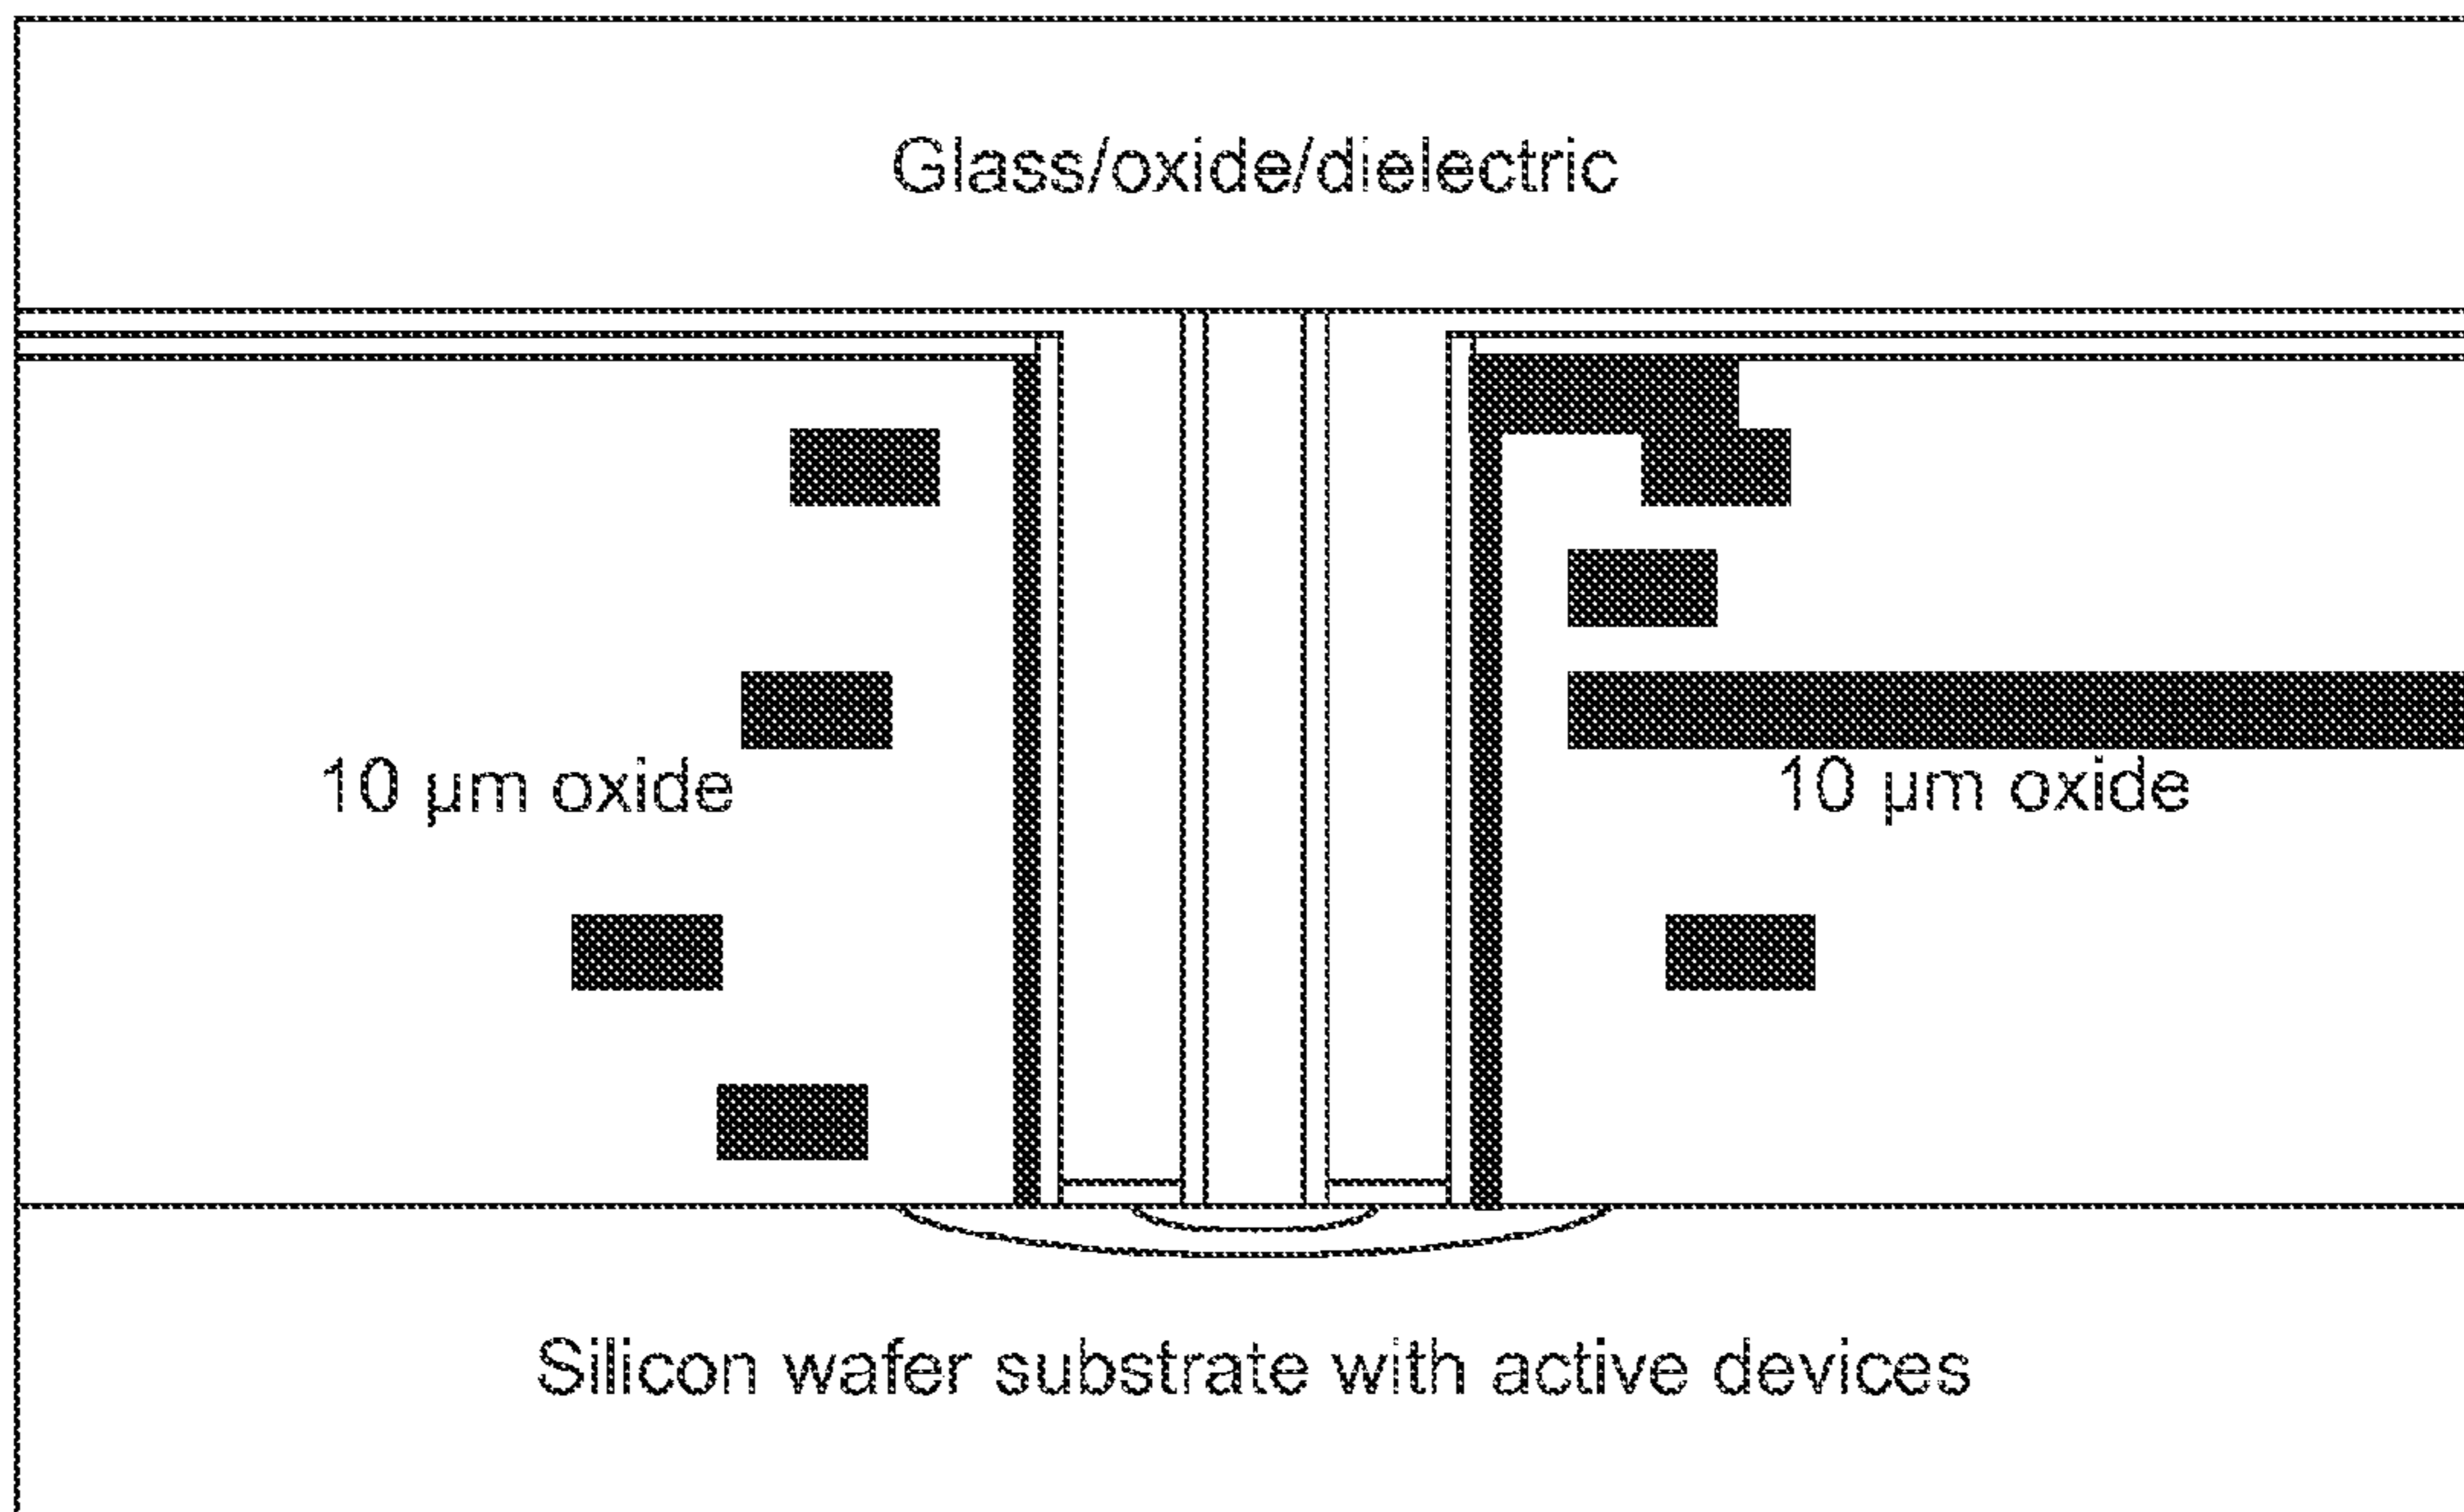 Glass/oxide/dielectric
10 µm oxide
10 µm oxide
Silicon wafer substrate with active devices